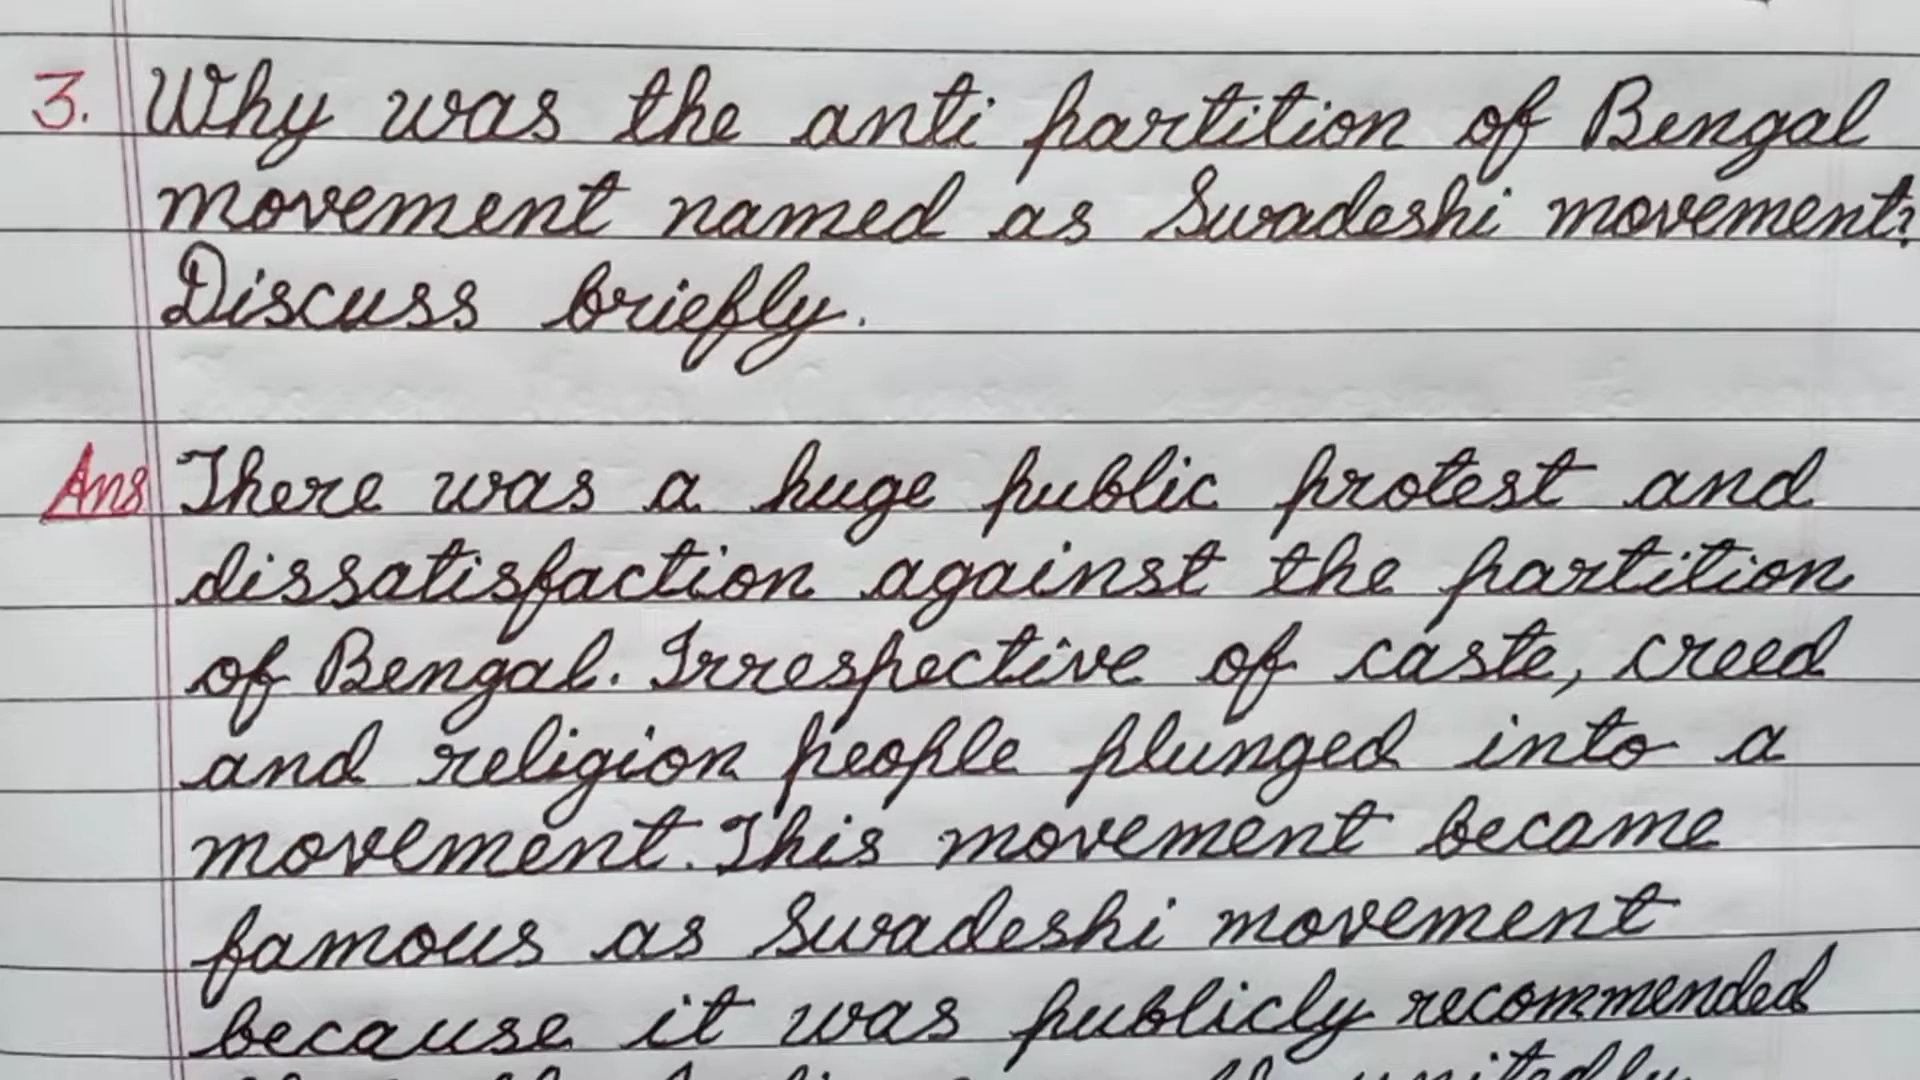 3. Why was the anti partition of Bengal
movement named as Swadeshi movement?
Discuss briefly.
Ans There was a huge public protest and
dissatisfaction against the partition
of Bengal. Irrespective of caste, creed
and religion people plunged into a
movement. This movement became
famous as Swadeshi movement
because it was publicly recommended
unitedly